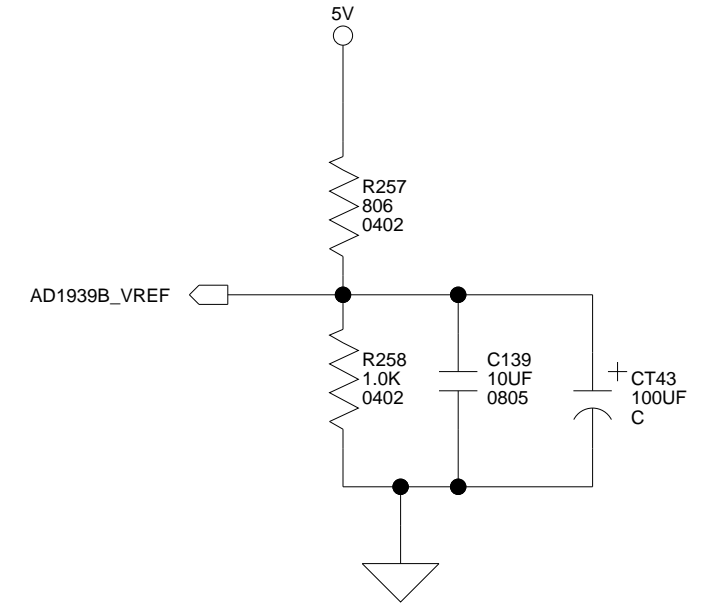 5V
R257
806
0402
AD1939B_VREF
R258
1.0K
0402
C139
10UF
0805
+
CT43
100UF
C